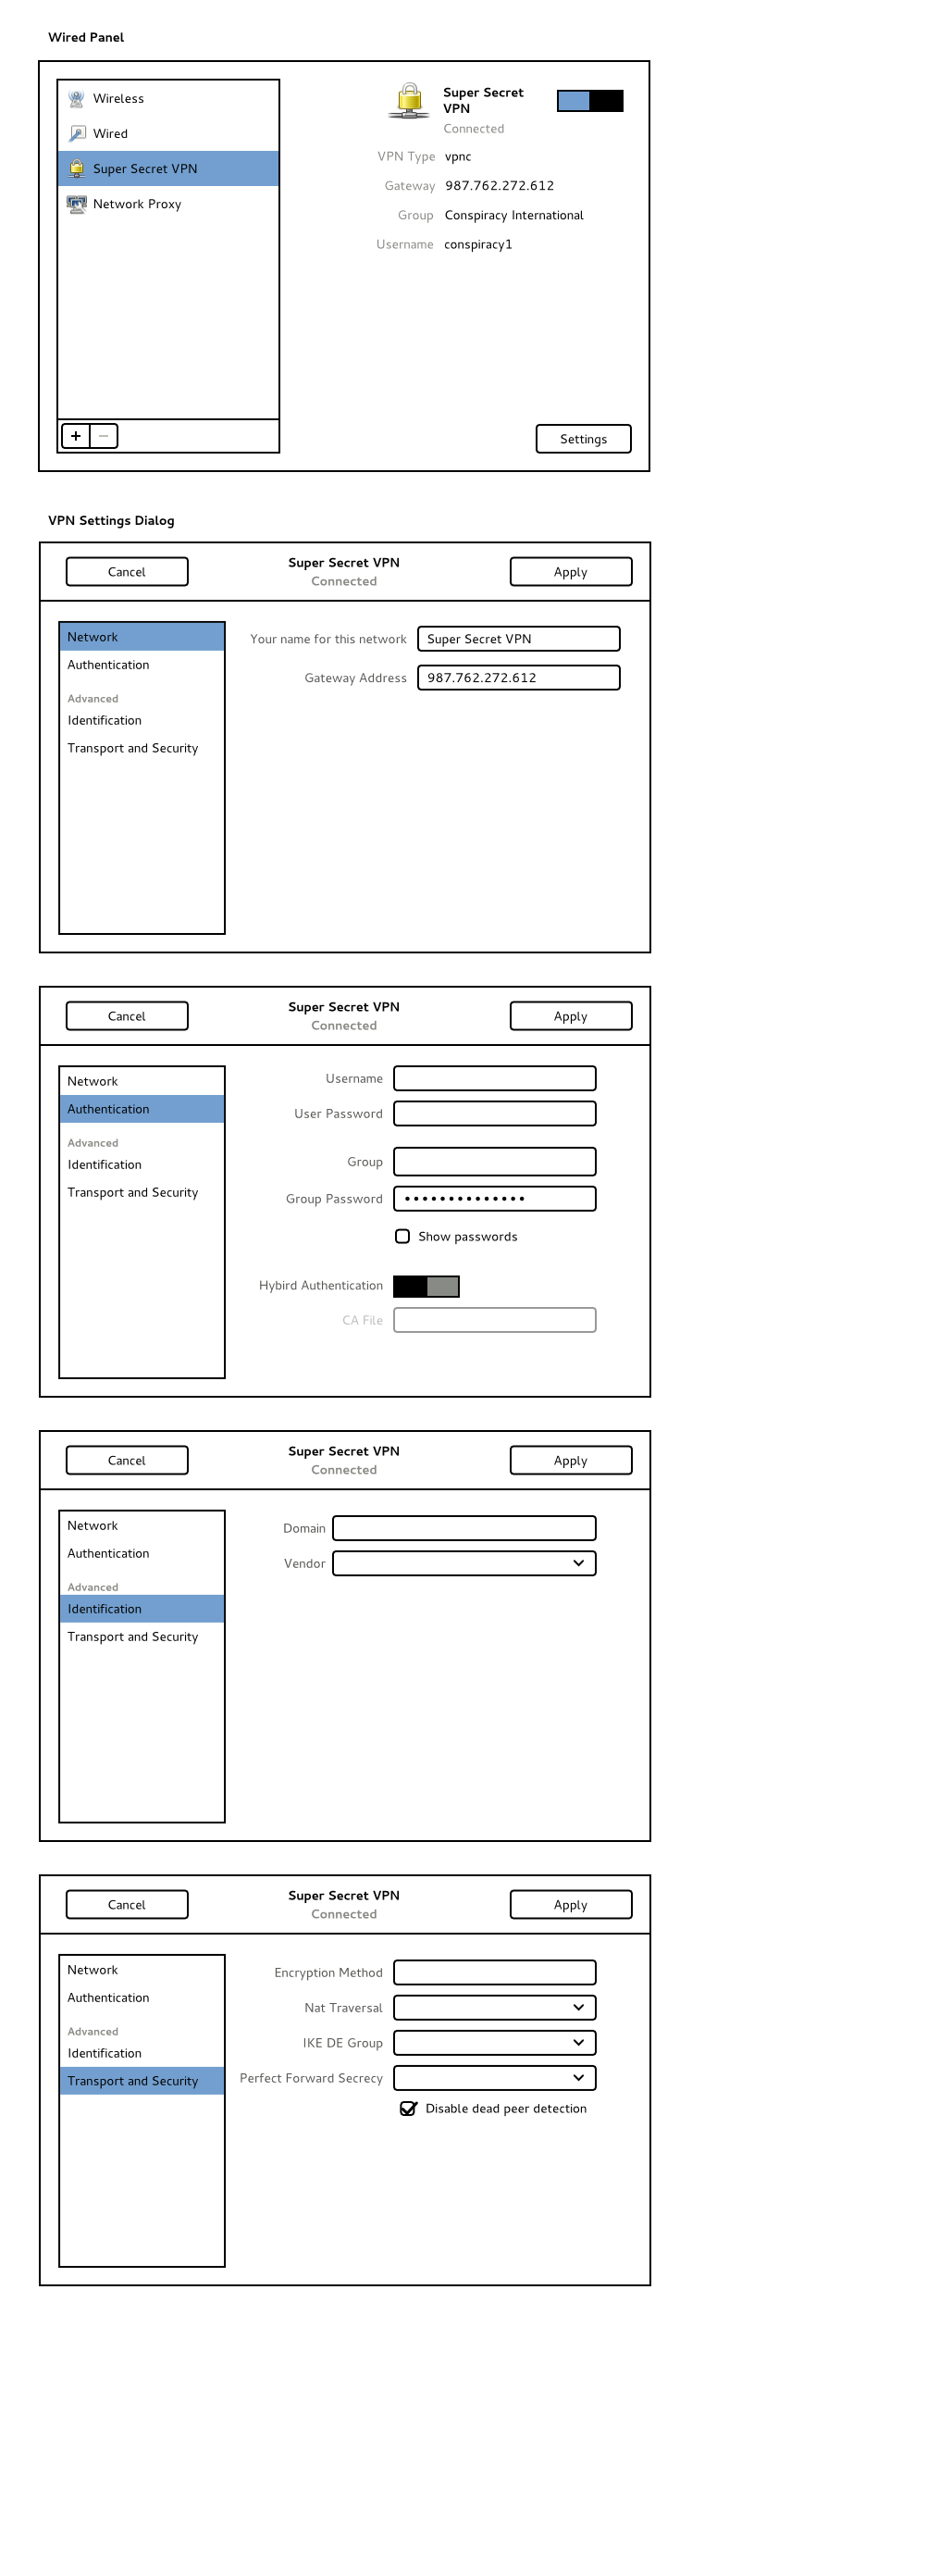 Wired Panel
Wireless
Wired
Super Secret VPN
Network Proxy
+ −
Super Secret
VPN
Connected
VPN Type vpnc
Gateway 987.762.272.612
Group Conspiracy International
Username conspiracy1
Settings
VPN Settings Dialog
Cancel
Super Secret VPN
Connected
Apply
Network
Authentication
Advanced
Identification
Transport and Security
Your name for this network Super Secret VPN
Gateway Address 987.762.272.612
Cancel
Super Secret VPN
Connected
Apply
Network
Authentication
Advanced
Identification
Transport and Security
Username
User Password
Group
Group Password ••••••••••••••
Show passwords
Hybird Authentication
CA File
Cancel
Super Secret VPN
Connected
Apply
Network
Authentication
Advanced
Identification
Transport and Security
Domain
Vendor
Cancel
Super Secret VPN
Connected
Apply
Network
Authentication
Advanced
Identification
Transport and Security
Encryption Method
Nat Traversal
IKE DE Group
Perfect Forward Secrecy
Disable dead peer detection